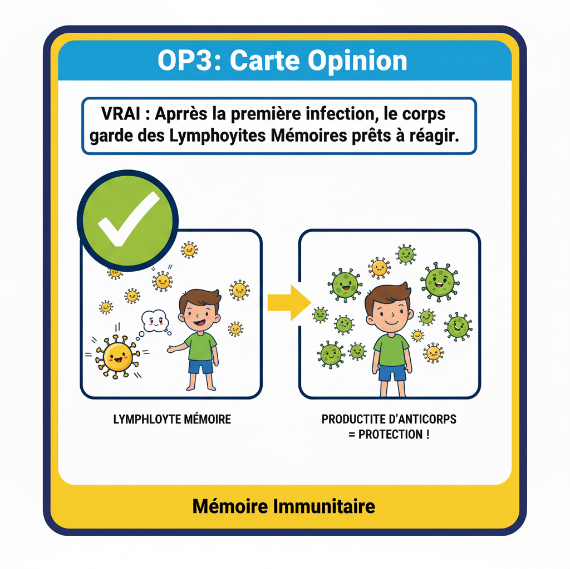 OP3: Carte Opinion
VRAI : Aprrès la première infection, le corps
garde des Lymphoyites Mémoires prêts à réagir.
LYMPHLOYTE MÉMOIRE
PRODUCTITE D'ANTICORPS
= PROTECTION !
Mémoire Immunitaire